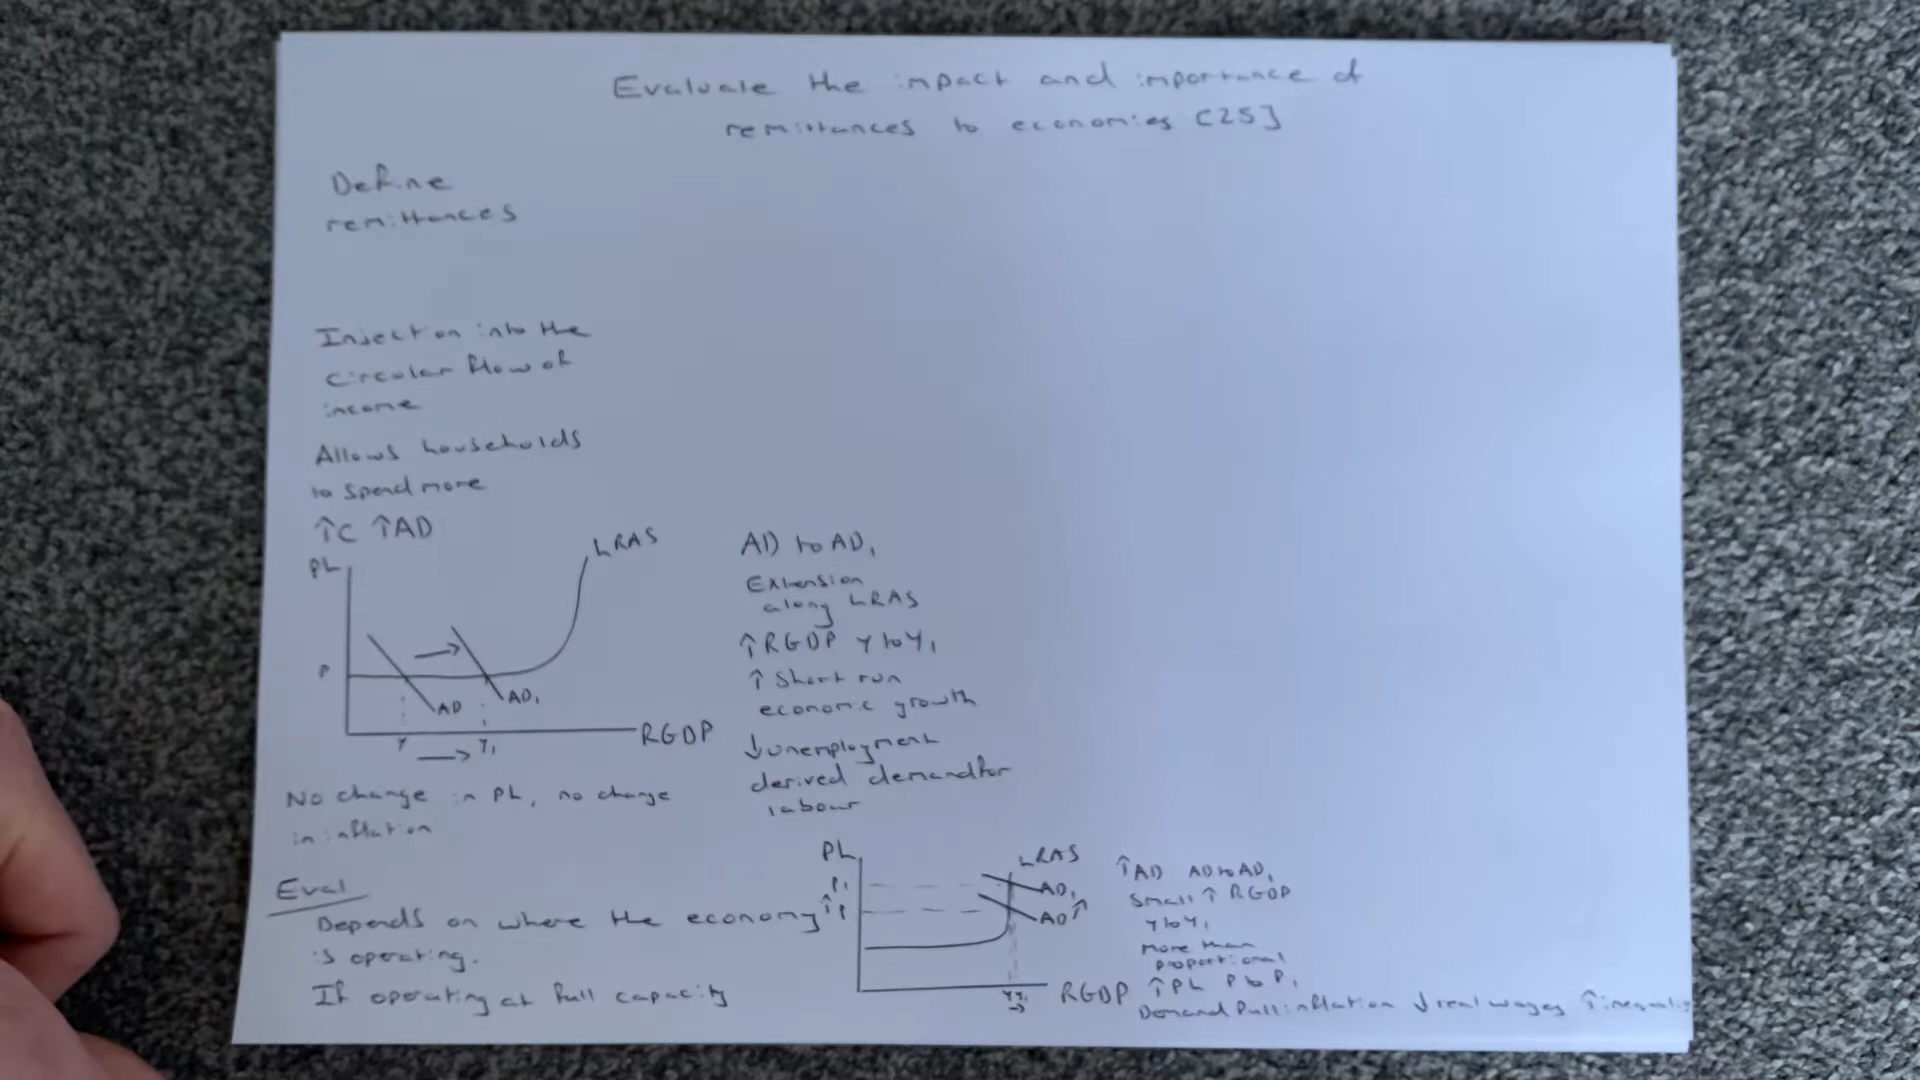 Evaluate the impact and importance of
remittances to economies [25]
Define
remittances
Injection into the
circular flow of
income
Allows households
to spend more
↑C ↑AD
PL
LRAS
P
AD
AD₁
Y
Y₁
RGDP
No change in PL, no change
in inflation
AD to AD₁
Extension
along LRAS
↑RGDP Y to Y₁
↑ Short run
economic growth
↓unemployment
derived demand for
labour
Eval
Depends on where the economy
is operating.
If operating at full capacity
PL
LRAS
P₁
AD₁
↑P
AD
Y Y₁
RGDP
↑AD AD to AD₁
Small ↑ RGDP
Y to Y₁
More than
proportional
↑PL P to P₁
Demand Pull inflation ↓real wages ↑inequality